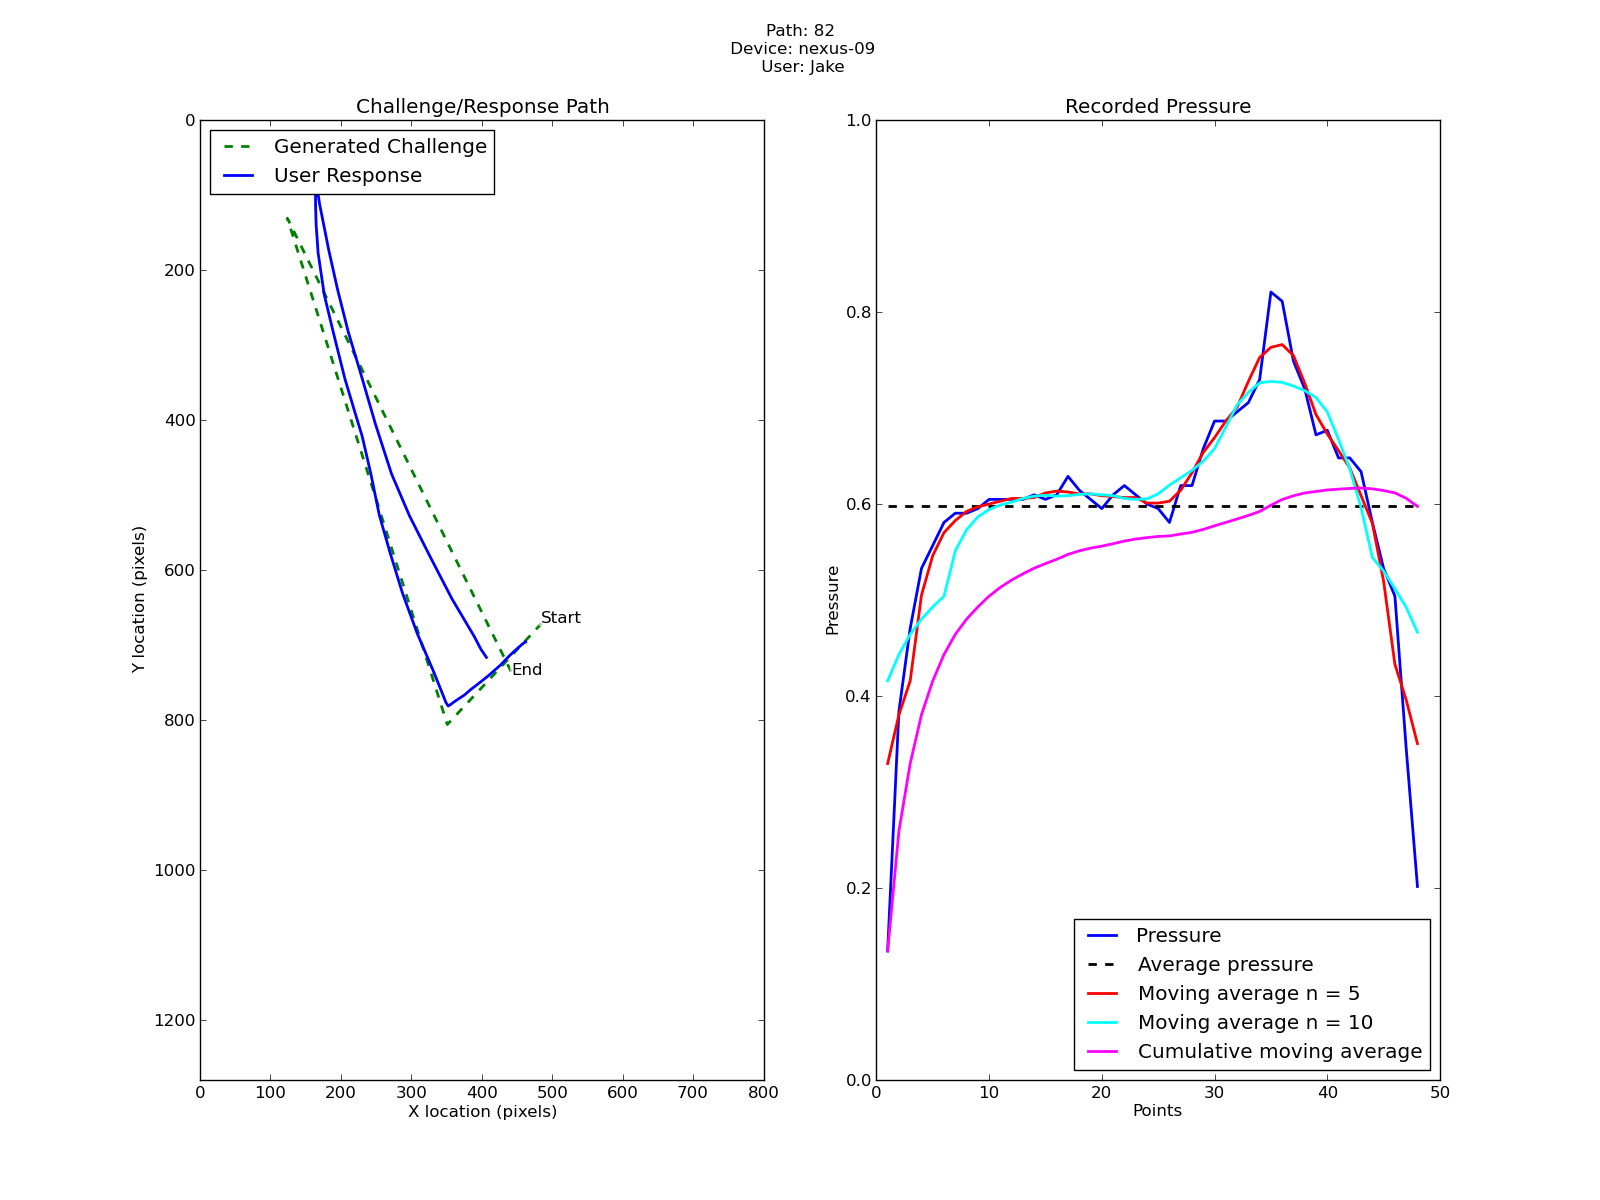 Path: 82
Device: nexus-09
User: Jake
Challenge/Response Path
Generated Challenge
User Response
Start
End
0
200
400
600
800
1000
1200
Y location (pixels)
0 100 200 300 400 500 600 700 800
X location (pixels)
Recorded Pressure
1.0
0.8
0.6
0.4
0.2
0.0
Pressure
Pressure
Average pressure
Moving average n = 5
Moving average n = 10
Cumulative moving average
0 10 20 30 40 50
Points